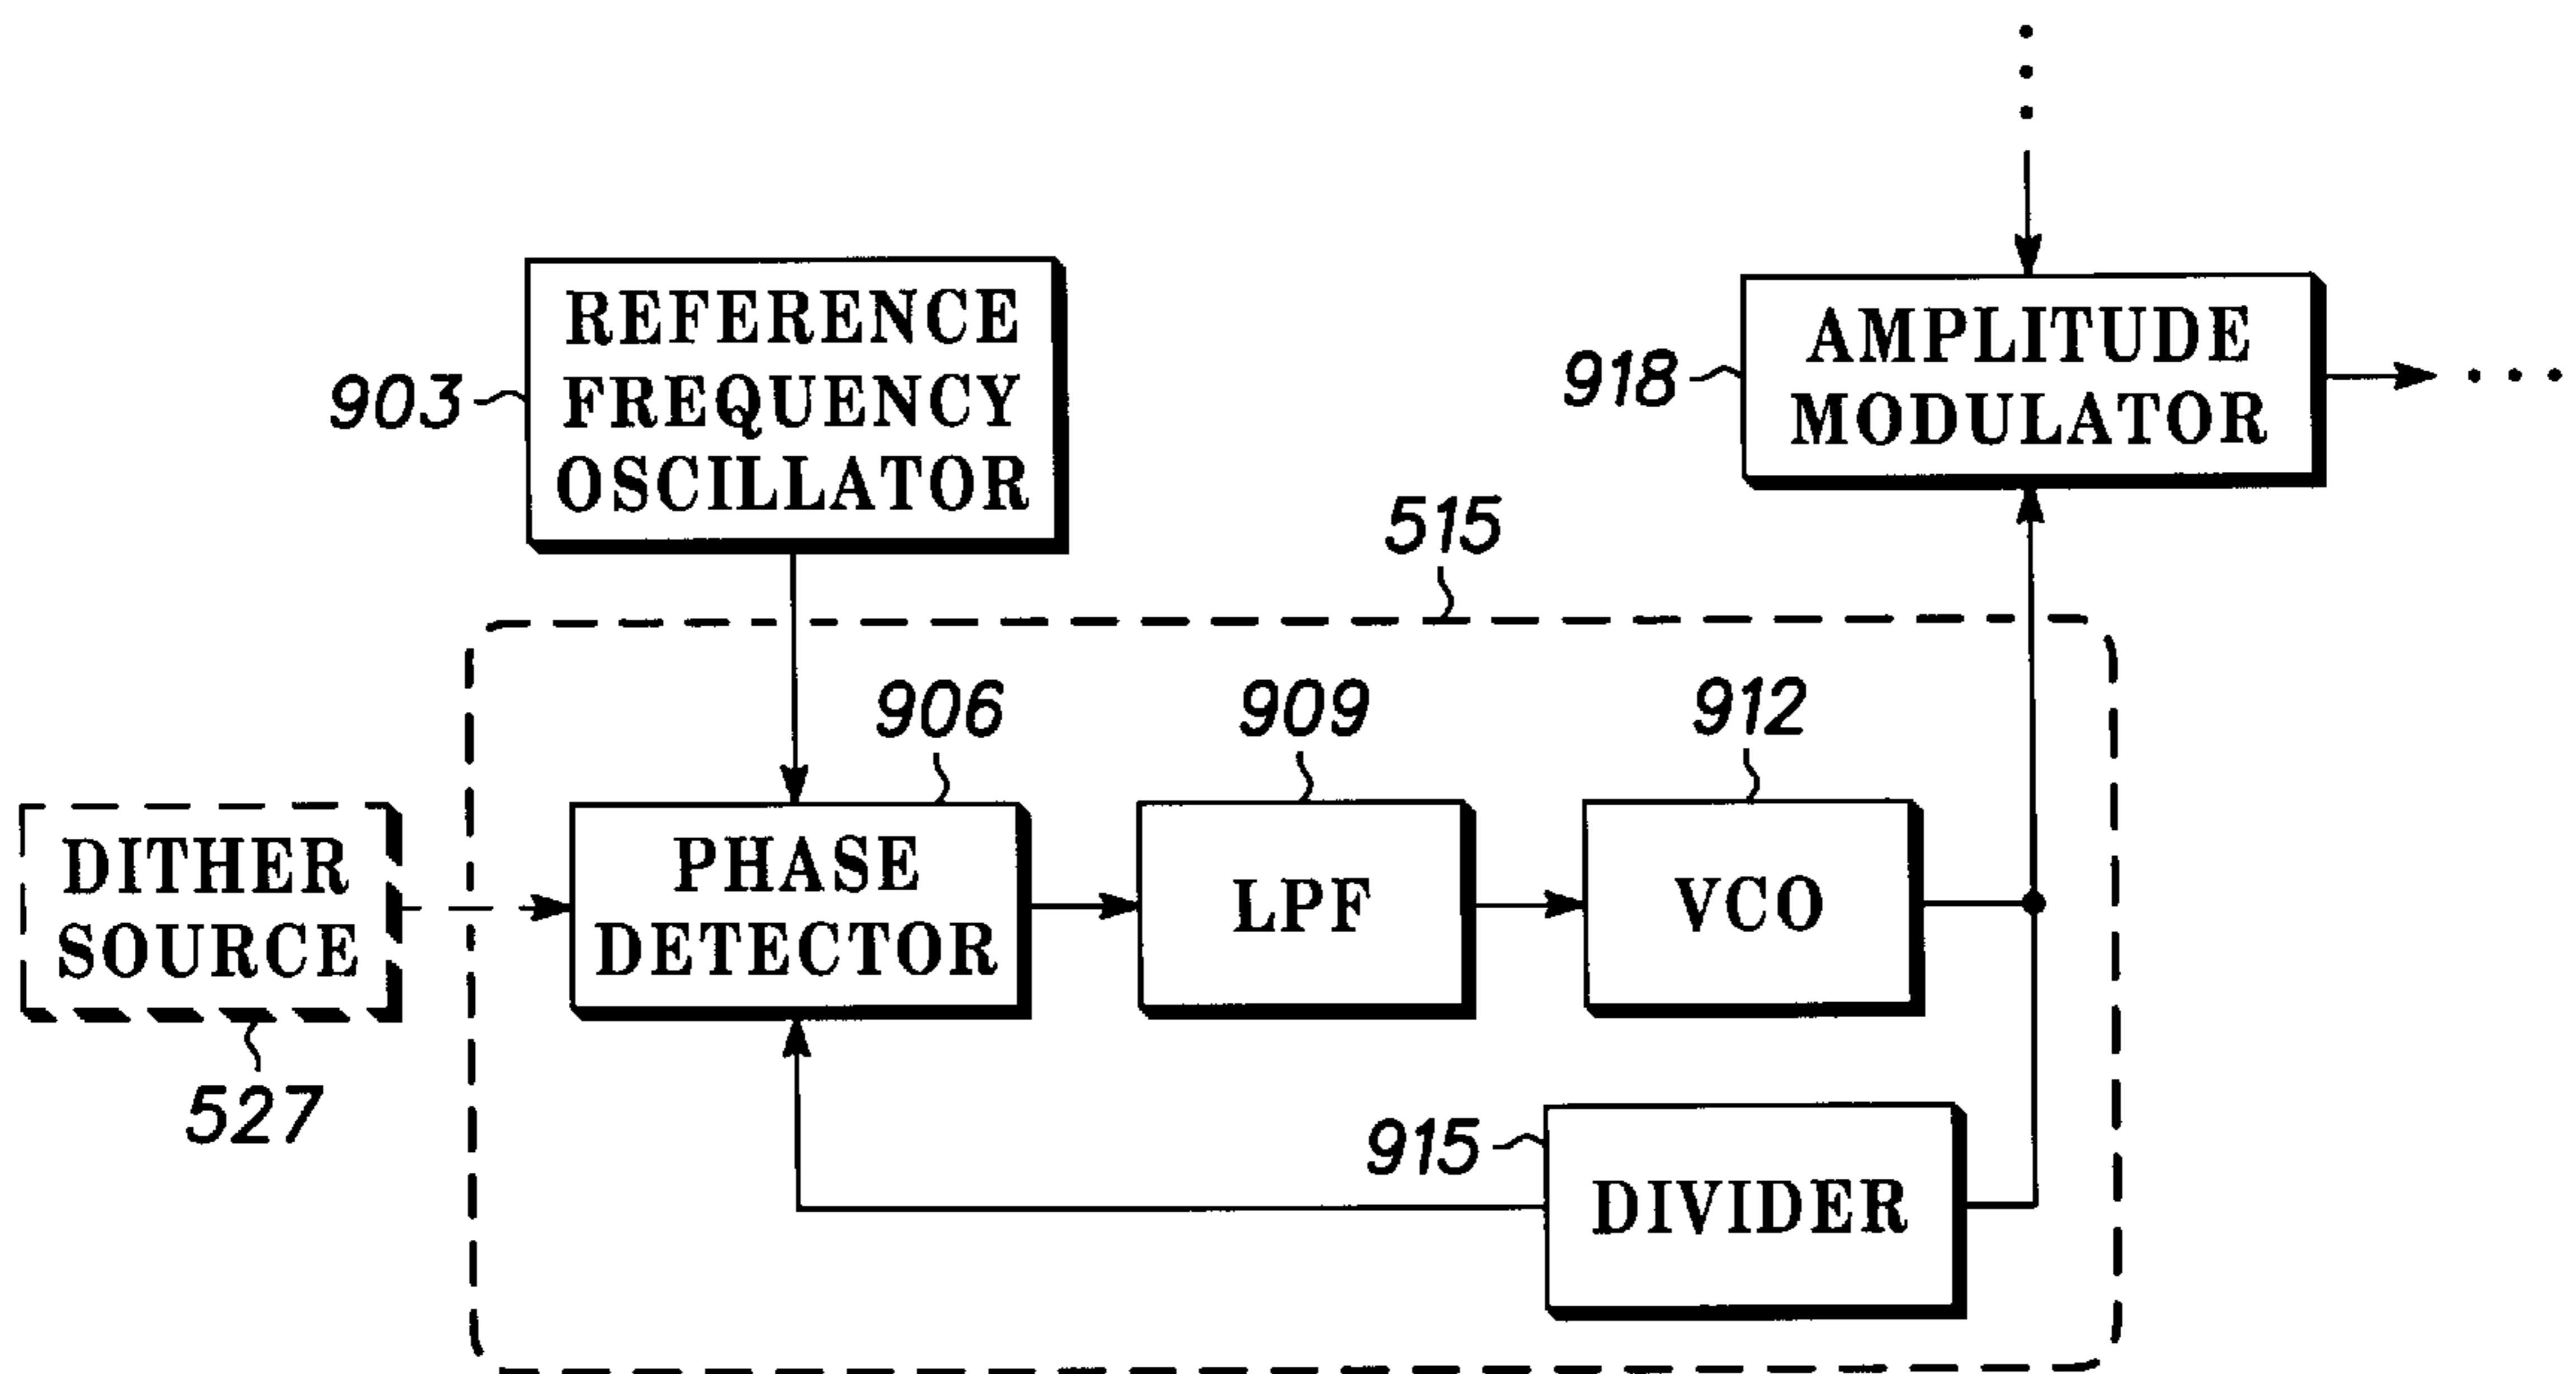 REFERENCE
FREQUENCY
OSCILLATOR
903
AMPLITUDE
MODULATOR
918
515
906
909
912
DITHER
SOURCE
527
PHASE
DETECTOR
LPF
VCO
915
DIVIDER